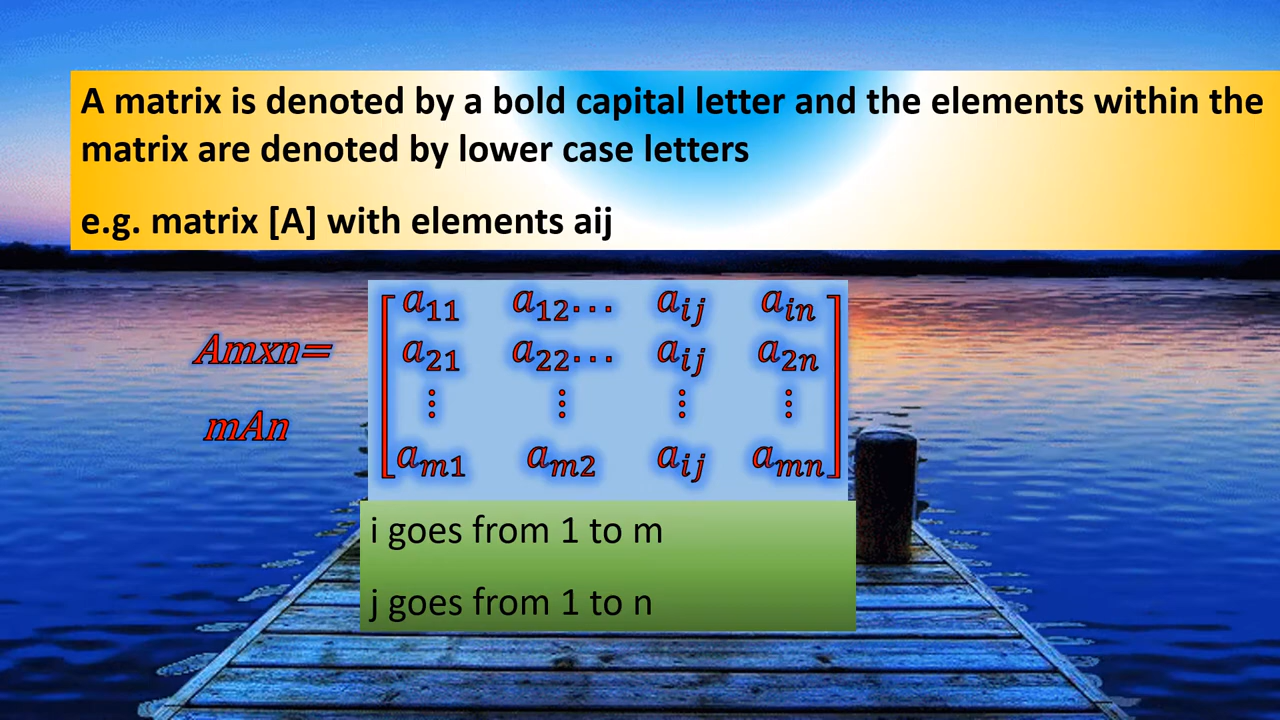 A matrix is denoted by a bold capital letter and the elements within the
matrix are denoted by lower case letters
e.g. matrix [A] with elements aij
Amxn=
mAn
[a11 a12... aij ain
a21 a22... aij a2n
⋮ ⋮ ⋮ ⋮
am1 am2 aij amn]
i goes from 1 to m
j goes from 1 to n